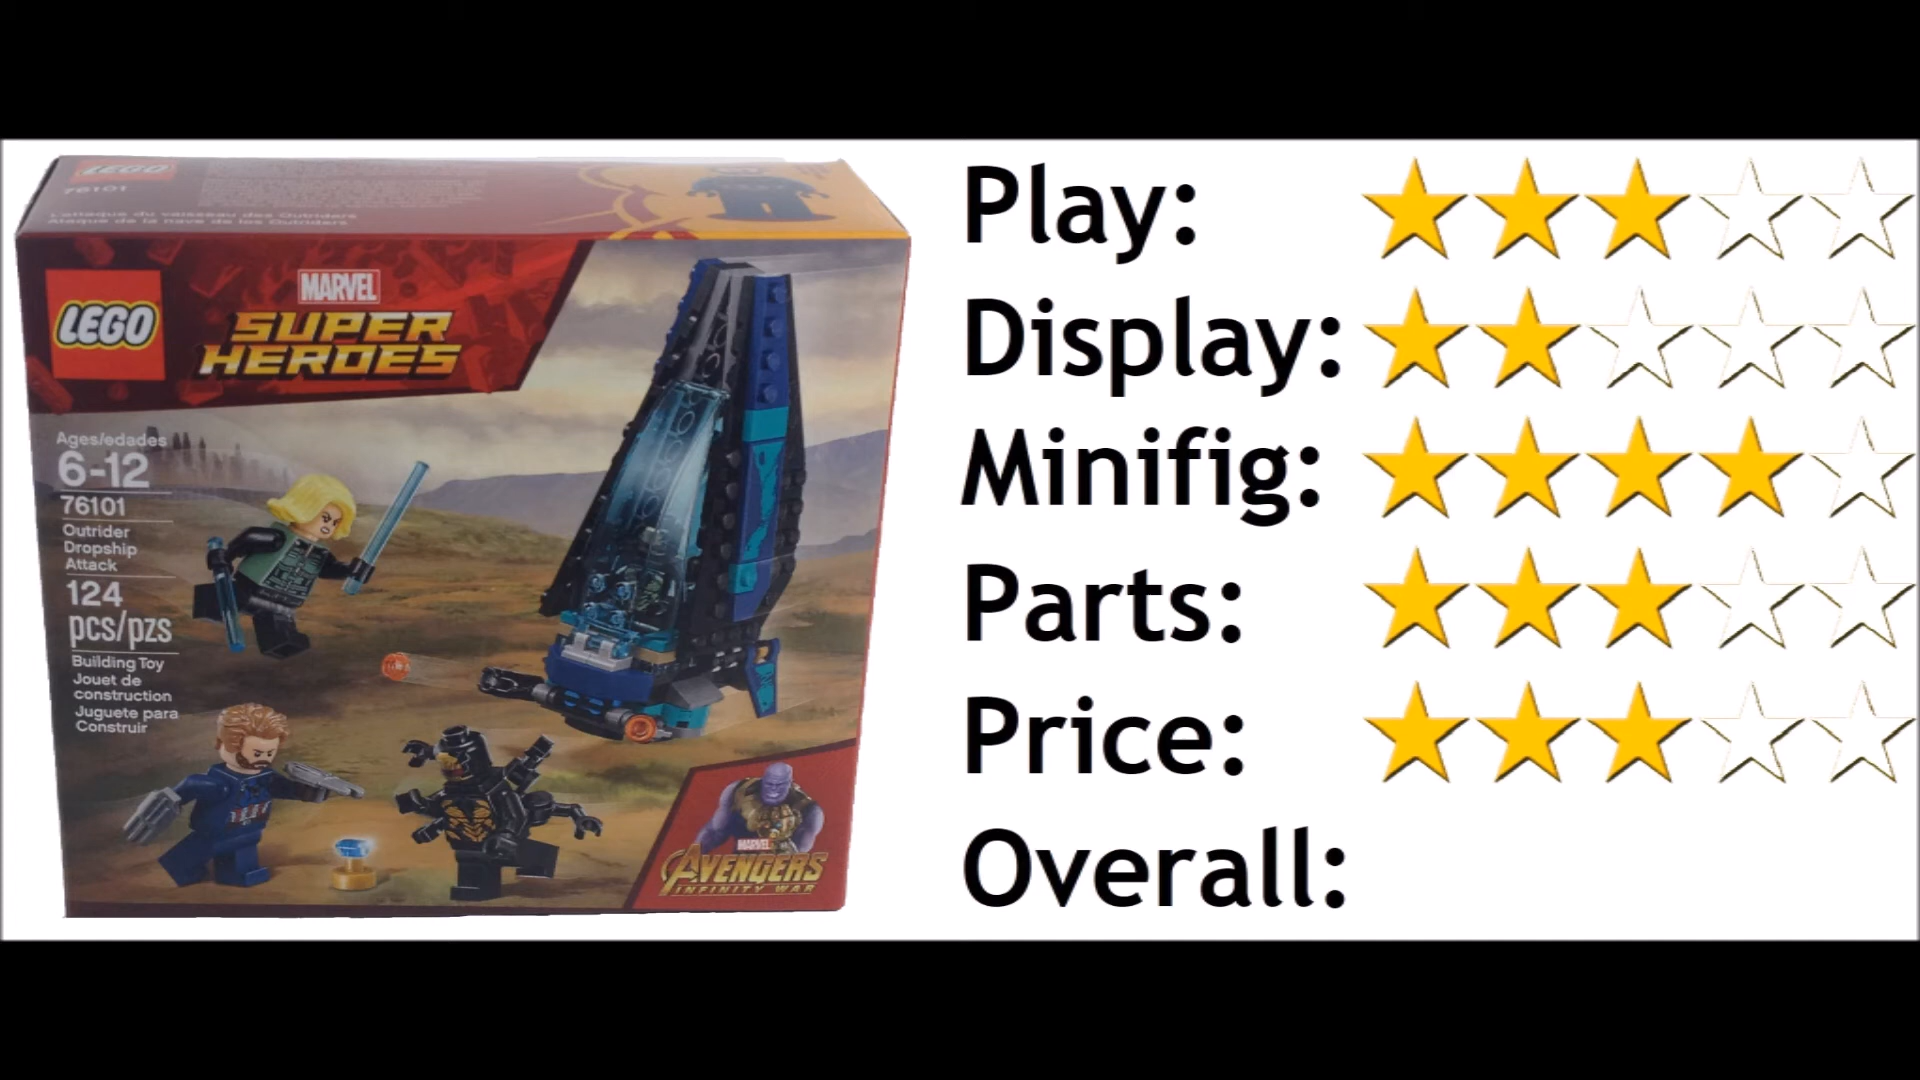 LEGO
76101
L'attaque du vaisseau des Outriders
Ataque de la nave de los Outriders
LEGO
MARVEL
SUPER
HEROES
Ages/edades
6-12
76101
Outrider
Dropship
Attack
124
pcs/pzs
Building Toy
Jouet de
construction
Juguete para
Construir
MARVEL
AVENGERS
INFINITY WAR
Play:
Display:
Minifig:
Parts:
Price:
Overall: